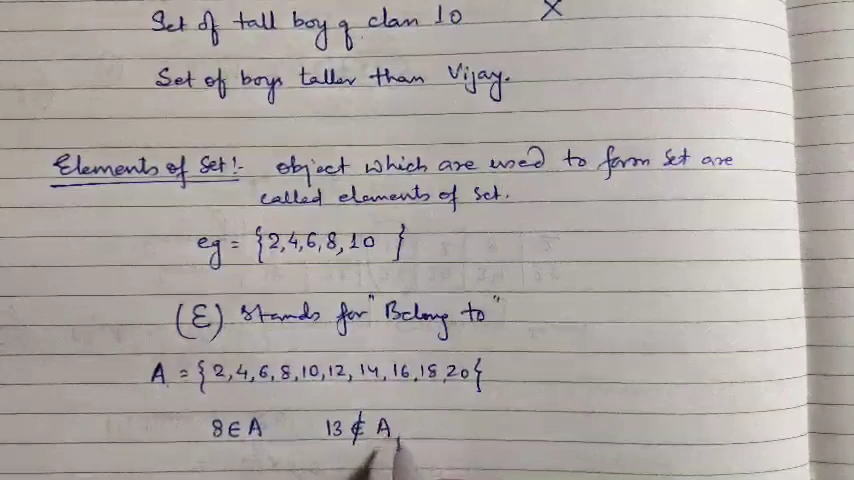 Set of tall boy of clan 10 X
Set of boys taller than Vijay.
Elements of Set:- object which are used to form set are
called elements of set.
eg = {2,4,6,8,10 }
(E) stands for "Belong to"
A = {2,4,6,8,10,12,14,16,18,20}
8 ∈ A 13 ∉ A